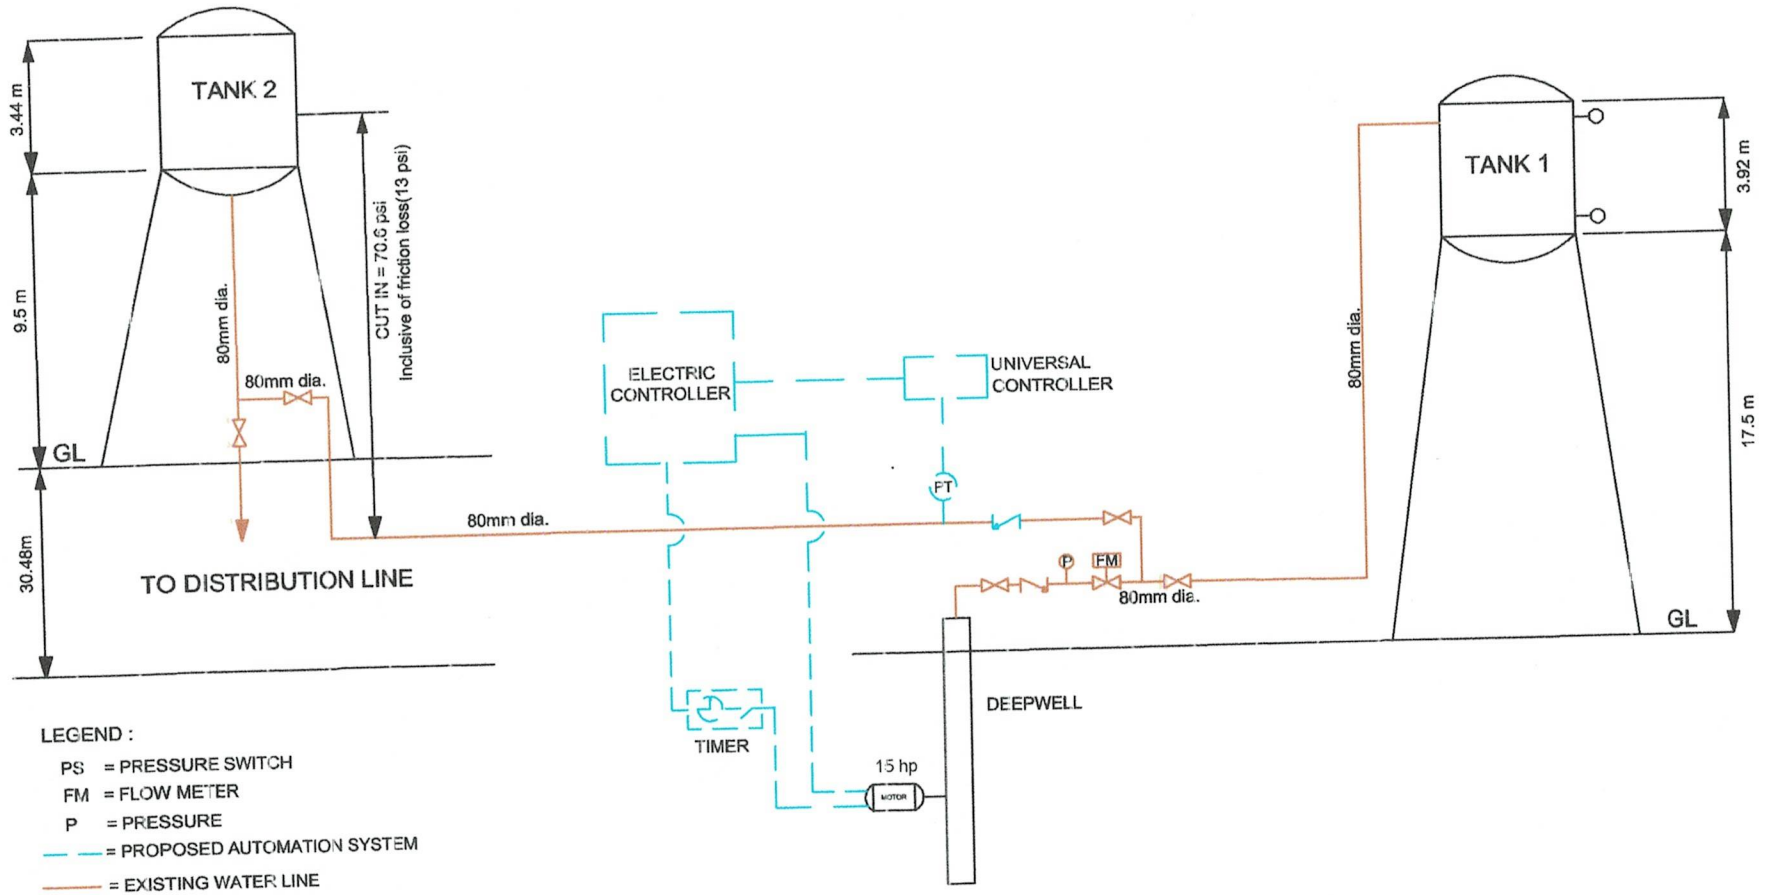 TANK 2
3.44 m
9.5 m
30.48m
GL
80mm dia.
80mm dia.
CUT IN = 70.6 psi
Inclusive of friction loss(13 psi)
80mm dia.
TO DISTRIBUTION LINE
ELECTRIC
CONTROLLER
UNIVERSAL
CONTROLLER
PT
P
FM
80mm dia.
80mm dia.
TANK 1
3.92 m
17.5 m
GL
DEEPWELL
TIMER
15 hp
MOTOR
LEGEND :
PS = PRESSURE SWITCH
FM = FLOW METER
P = PRESSURE
= PROPOSED AUTOMATION SYSTEM
= EXISTING WATER LINE